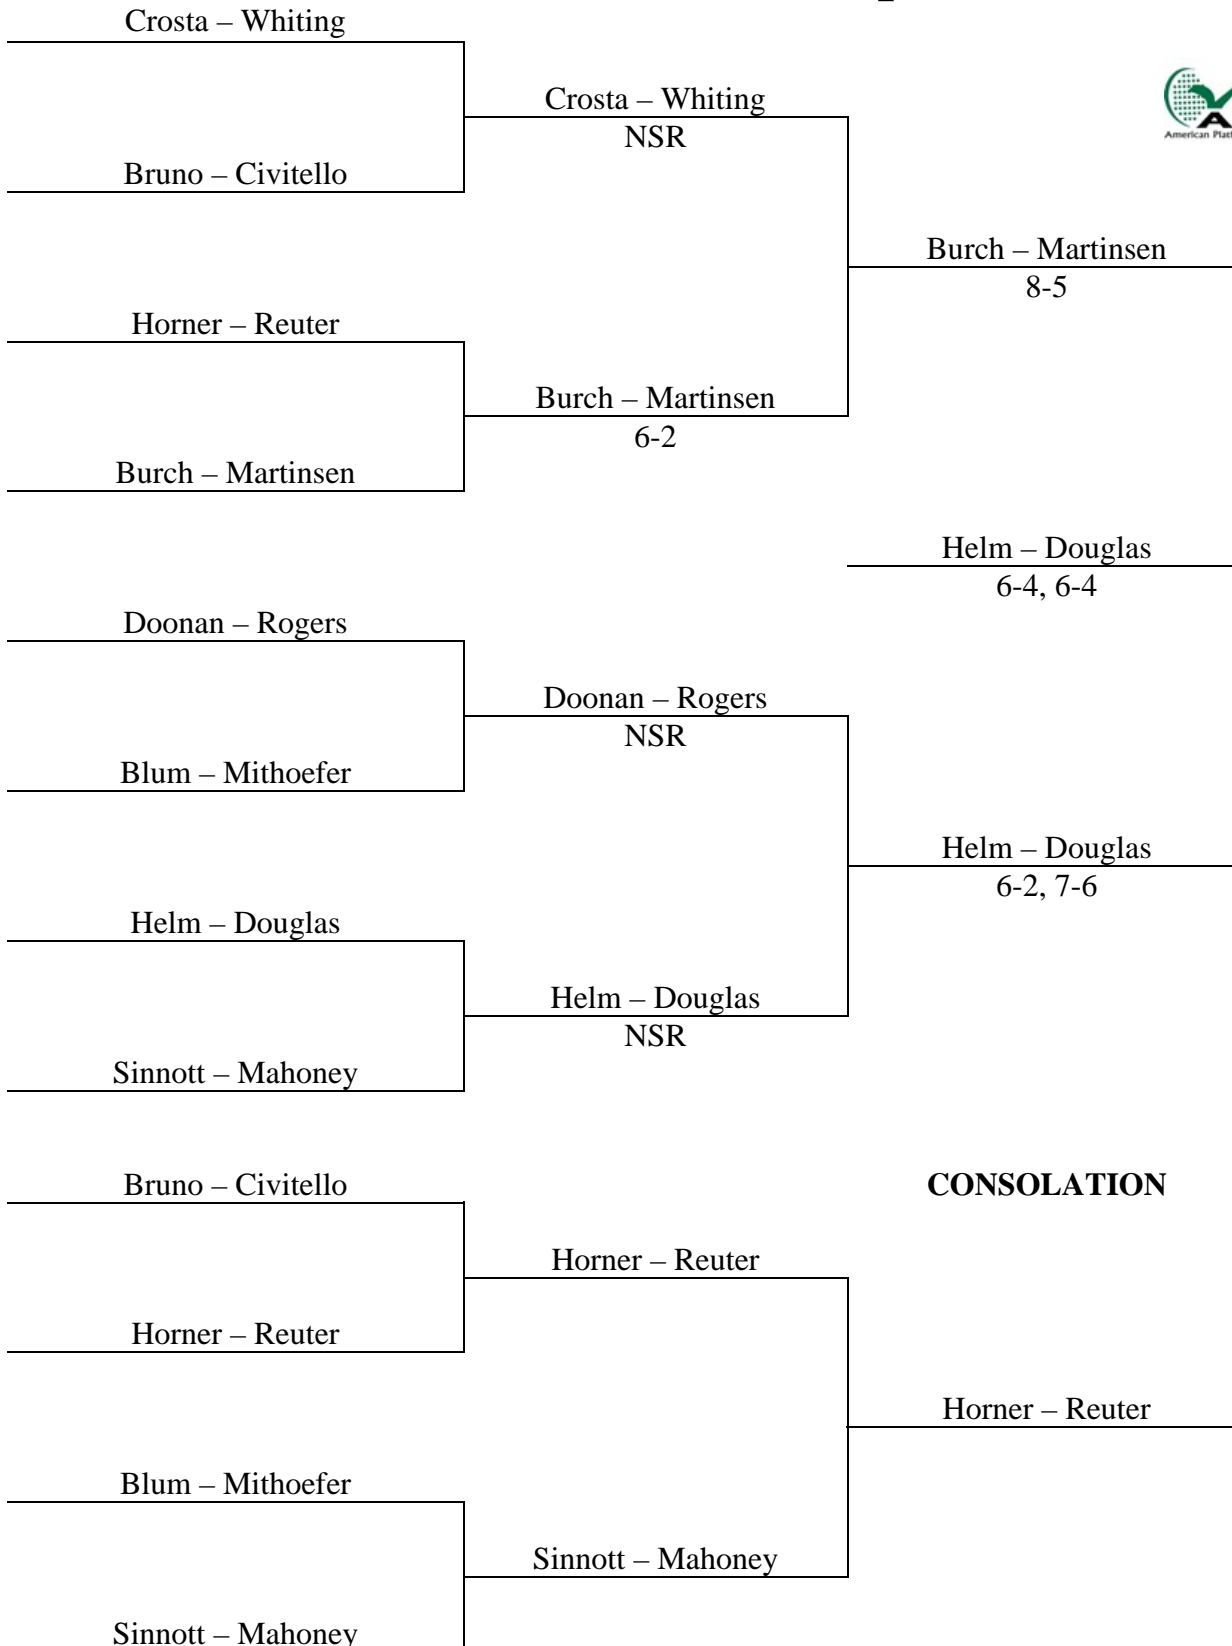 Crosta – Whiting
Crosta – Whiting
NSR
Bruno – Civitello
Burch – Martinsen
8-5
Horner – Reuter
Burch – Martinsen
6-2
Burch – Martinsen
Helm – Douglas
6-4, 6-4
Doonan – Rogers
Doonan – Rogers
NSR
Blum – Mithoefer
Helm – Douglas
6-2, 7-6
Helm – Douglas
Helm – Douglas
NSR
Sinnott – Mahoney
Bruno – Civitello
CONSOLATION
Horner – Reuter
Horner – Reuter
Horner – Reuter
Blum – Mithoefer
Sinnott – Mahoney
Sinnott – Mahoney
American